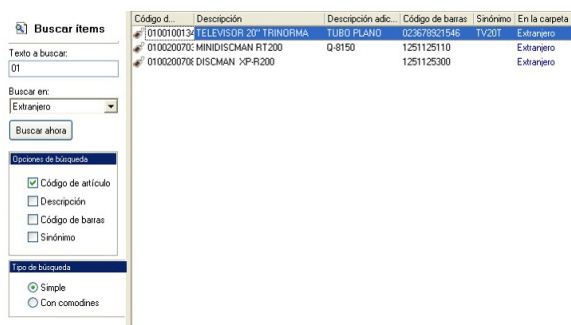 Buscar ítems
Texto a buscar:
01
Buscar en:
Extranjero
Buscar ahora
Opciones de búsqueda
Código de artículo
Descripción
Código de barras
Sinónimo
Tipo de búsqueda
Simple
Con comodines
Código d... Descripción Descripción adic... Código de barras Sinónimo En la carpeta
0100100134 TELEVISOR 20" TRINORMA TUBO PLANO 023678921546 TV20T Extranjero
010020070 MINIDISCMAN RT200 Q-8150 1251125110 Extranjero
010020070 DISCMAN XP-R200 1251125300 Extranjero